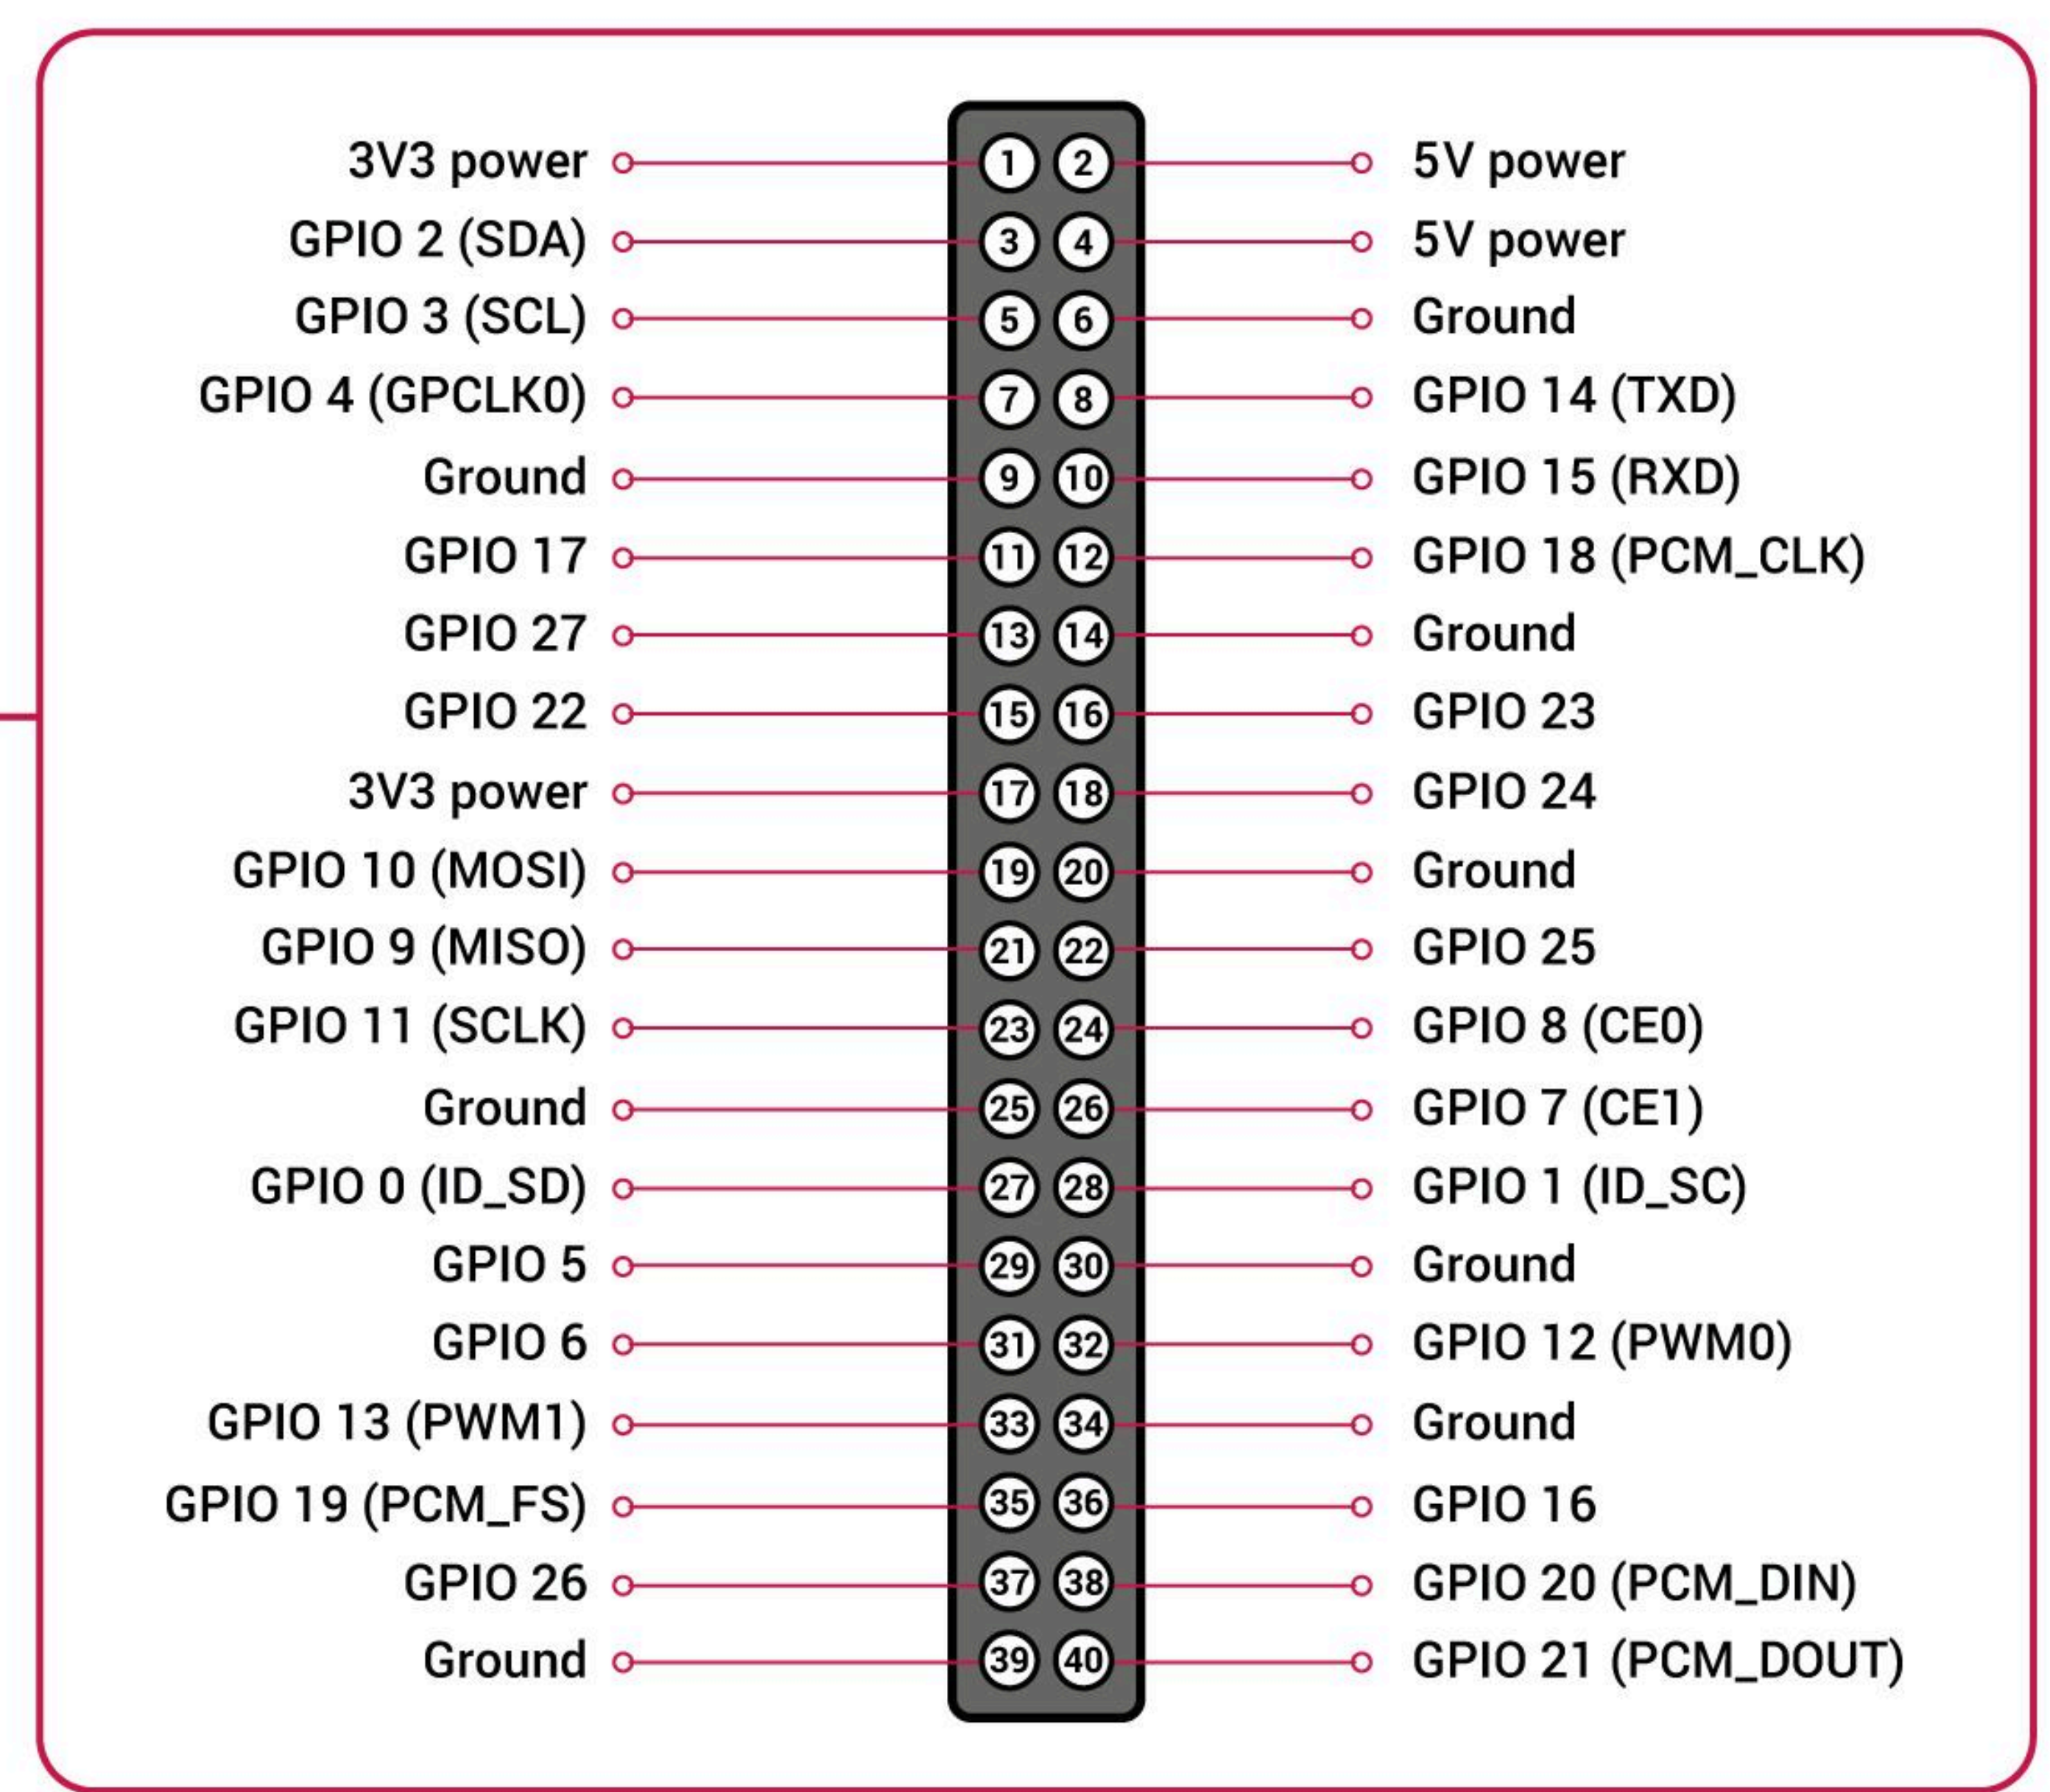 3V3 power 1 2 5V power
GPIO 2 (SDA) 3 4 5V power
GPIO 3 (SCL) 5 6 Ground
GPIO 4 (GPCLK0) 7 8 GPIO 14 (TXD)
Ground 9 10 GPIO 15 (RXD)
GPIO 17 11 12 GPIO 18 (PCM_CLK)
GPIO 27 13 14 Ground
GPIO 22 15 16 GPIO 23
3V3 power 17 18 GPIO 24
GPIO 10 (MOSI) 19 20 Ground
GPIO 9 (MISO) 21 22 GPIO 25
GPIO 11 (SCLK) 23 24 GPIO 8 (CE0)
Ground 25 26 GPIO 7 (CE1)
GPIO 0 (ID_SD) 27 28 GPIO 1 (ID_SC)
GPIO 5 29 30 Ground
GPIO 6 31 32 GPIO 12 (PWM0)
GPIO 13 (PWM1) 33 34 Ground
GPIO 19 (PCM_FS) 35 36 GPIO 16
GPIO 26 37 38 GPIO 20 (PCM_DIN)
Ground 39 40 GPIO 21 (PCM_DOUT)